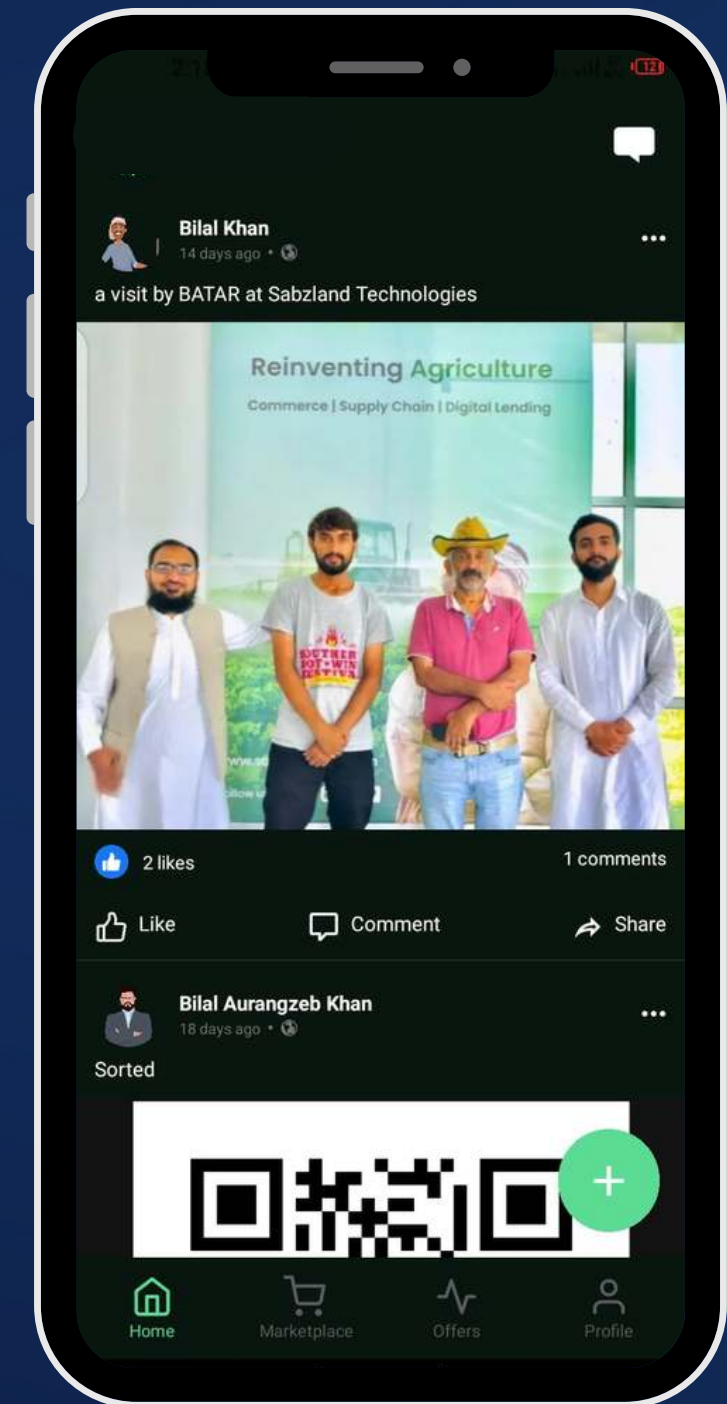 12
Bilal Khan
14 days ago •
a visit by BATAR at Sabzland Technologies
Reinventing Agriculture
Commerce | Supply Chain | Digital Lending
2 likes
1 comments
Like
Comment
Share
Bilal Aurangzeb Khan
18 days ago •
Sorted
+
Home
Marketplace
Offers
Profile